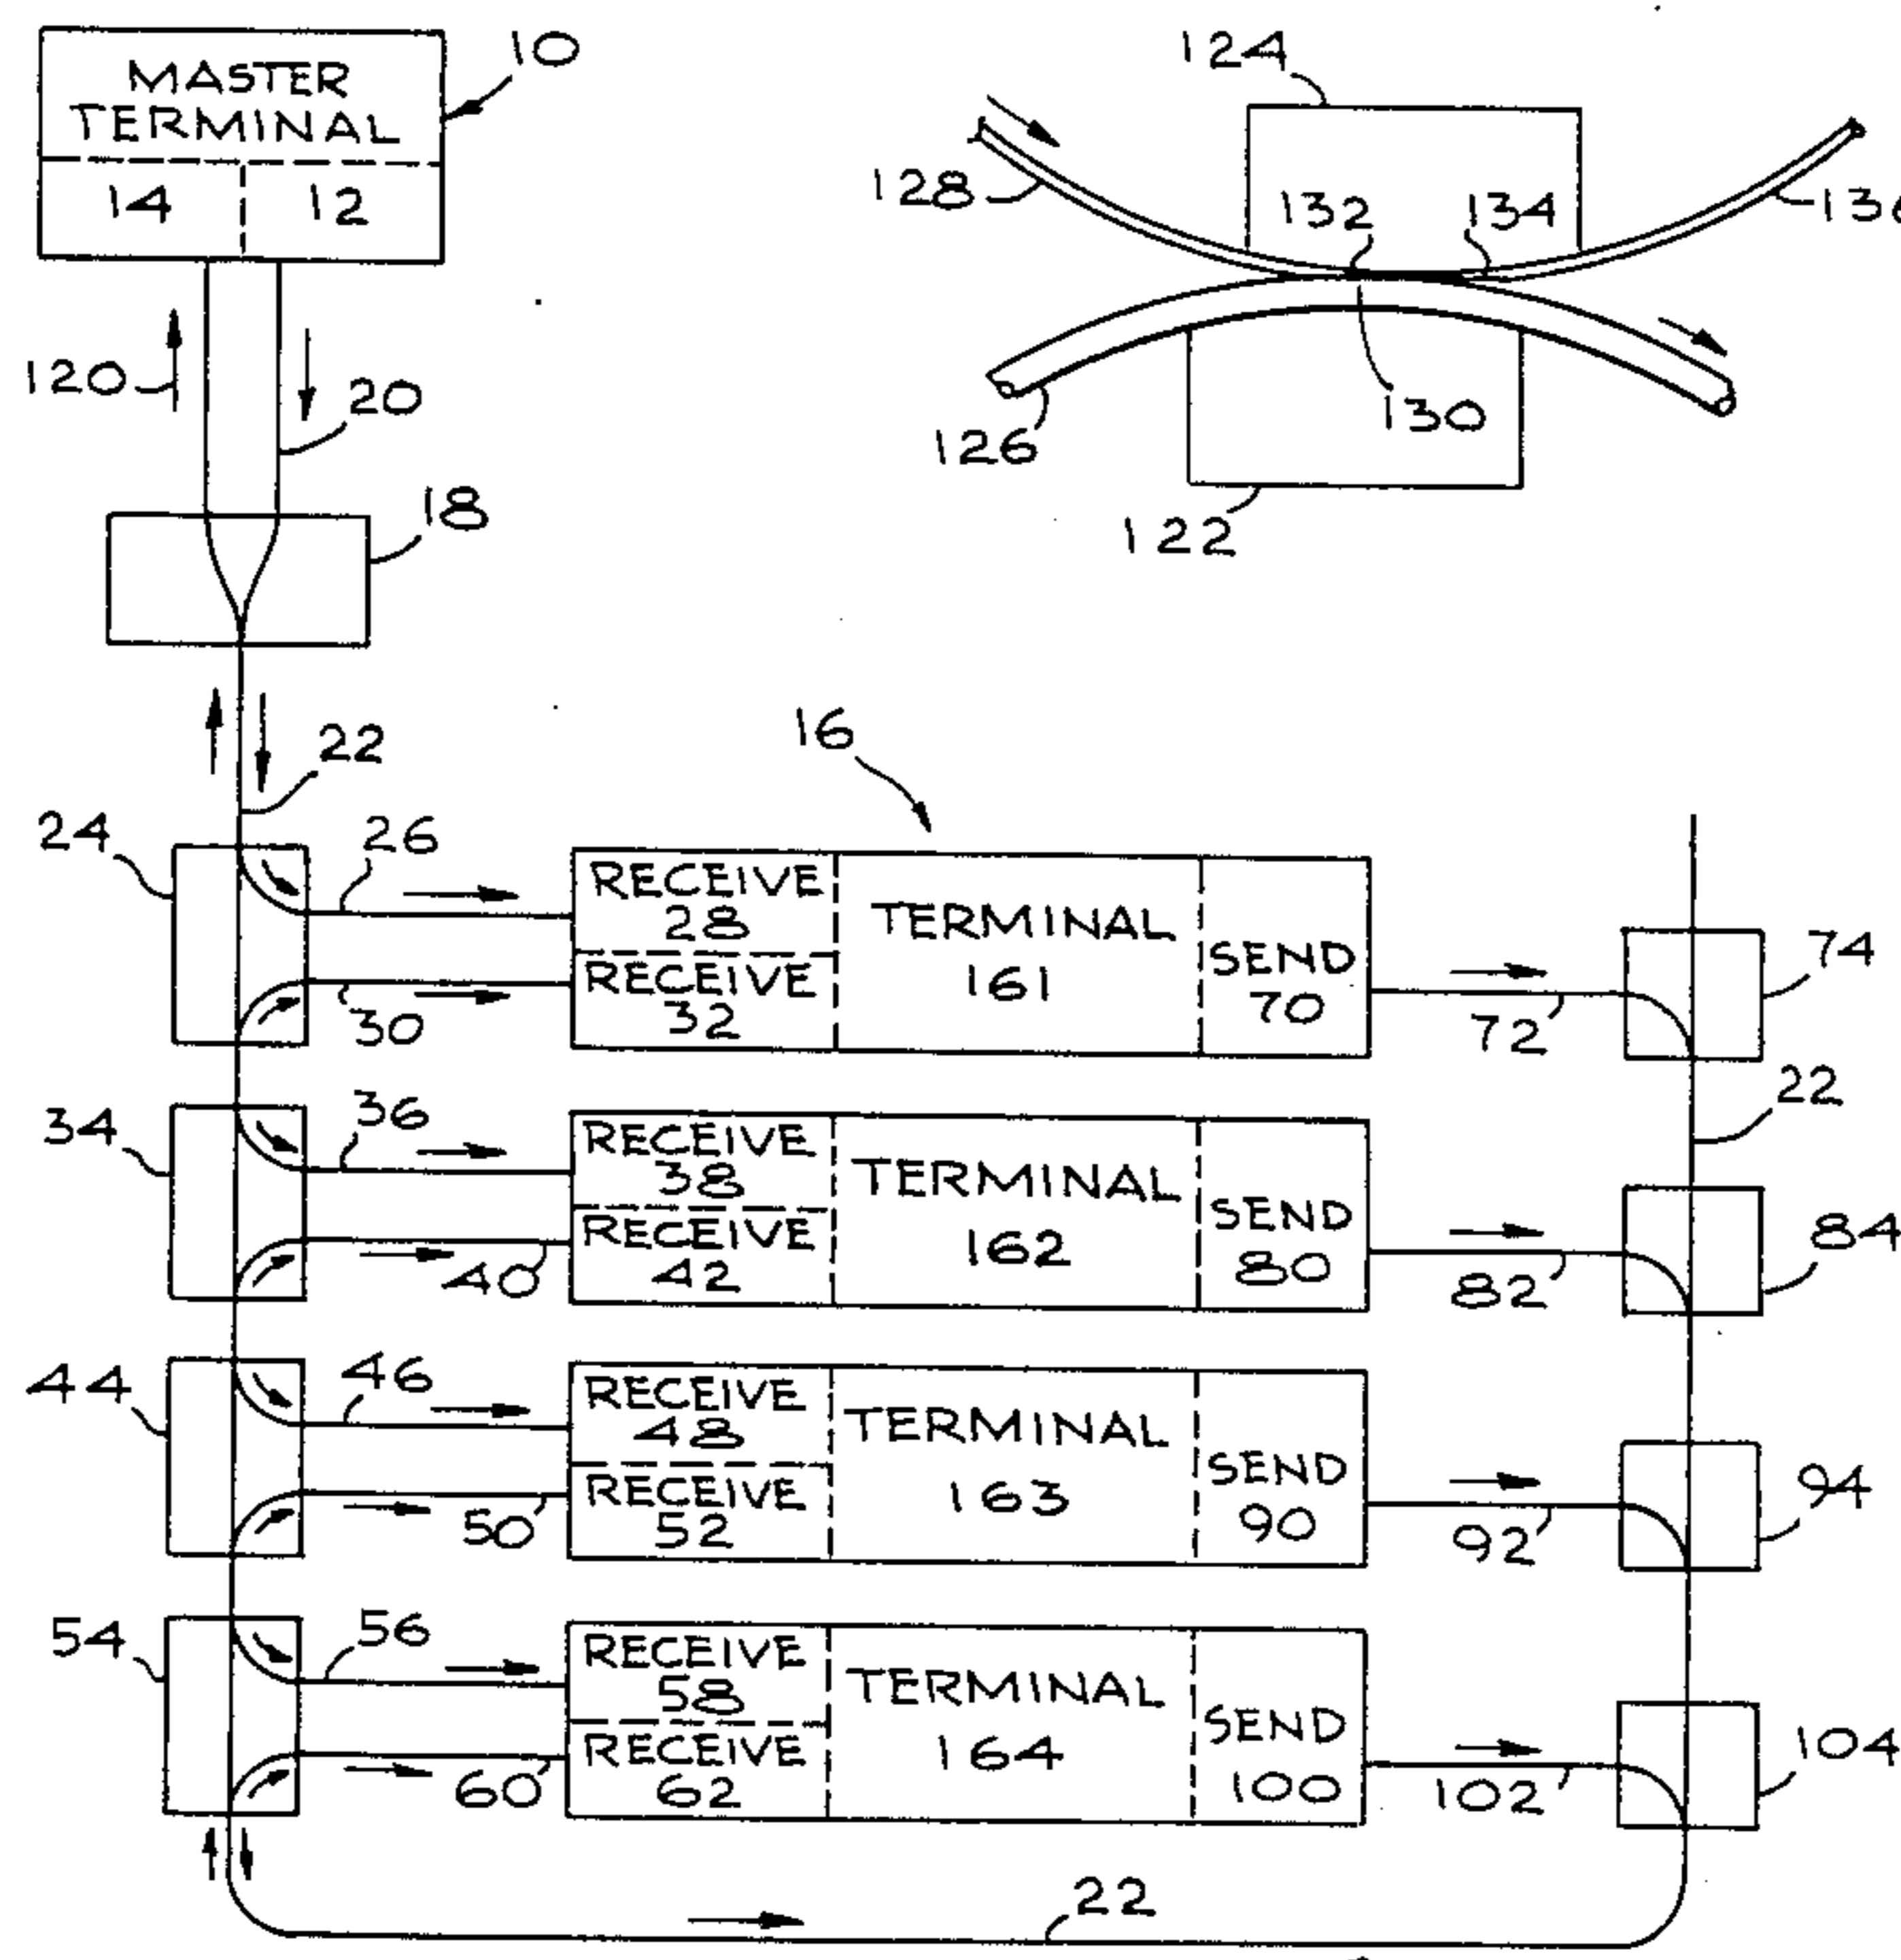 MASTER
TERMINAL
14
12
10
120
20
18
124
128
132
134
126
130
122
22
16
24
26
RECEIVE
28
RECEIVE
32
30
TERMINAL
161
SEND
70
72
74
22
34
36
RECEIVE
38
RECEIVE
42
40
TERMINAL
162
SEND
80
82
84
44
46
RECEIVE
48
RECEIVE
52
50
TERMINAL
163
SEND
90
92
94
54
56
RECEIVE
58
RECEIVE
62
60
TERMINAL
164
SEND
100
102
104
22